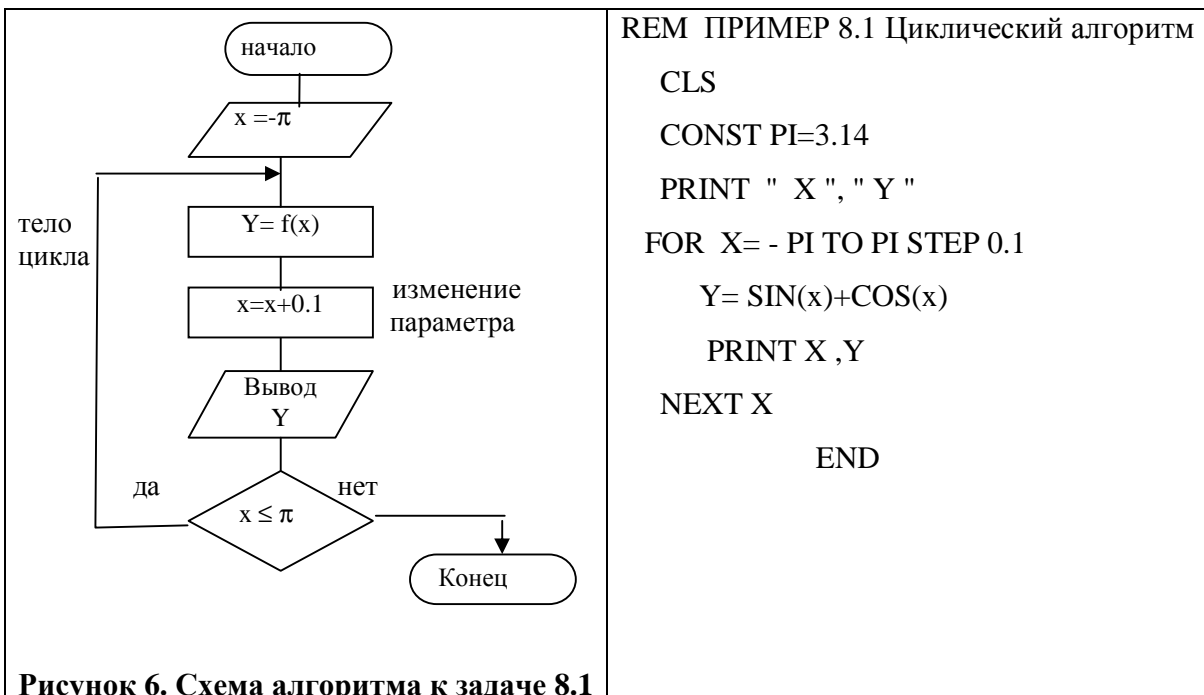 начало
x =-π
тело
цикла
Y= f(x)
x=x+0.1
изменение
параметра
Вывод
Y
да
нет
x ≤ π
Конец
Рисунок 6. Схема алгоритма к задаче 8.1
REM ПРИМЕР 8.1 Циклический алгоритм
CLS
CONST PI=3.14
PRINT " X ", " Y "
FOR X= - PI TO PI STEP 0.1
Y= SIN(x)+COS(x)
PRINT X ,Y
NEXT X
END